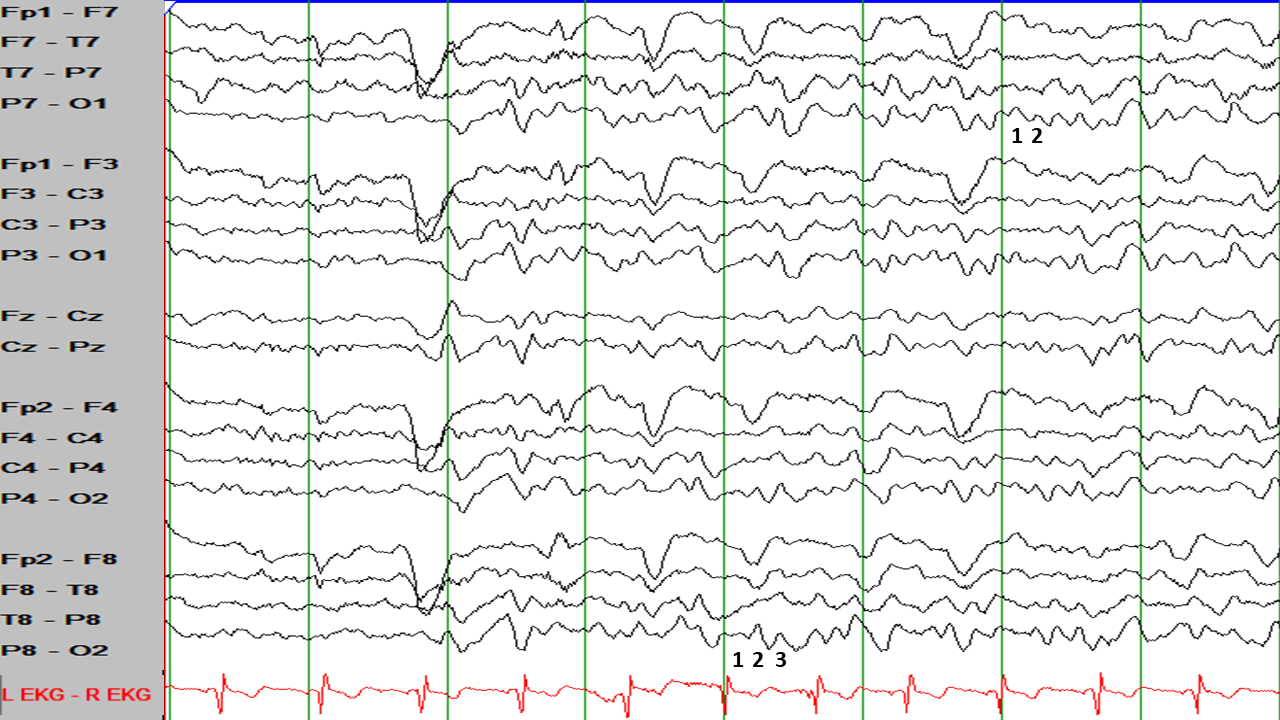 Fp1 - F7
F7 - T7
T7 - P7
P7 - O1
1 2
Fp1 - F3
F3 - C3
C3 - P3
P3 - O1
Fz - Cz
Cz - Pz
Fp2 - F4
F4 - C4
C4 - P4
P4 - O2
Fp2 - F8
F8 - T8
T8 - P8
P8 - O2
1 2 3
L EKG - R EKG